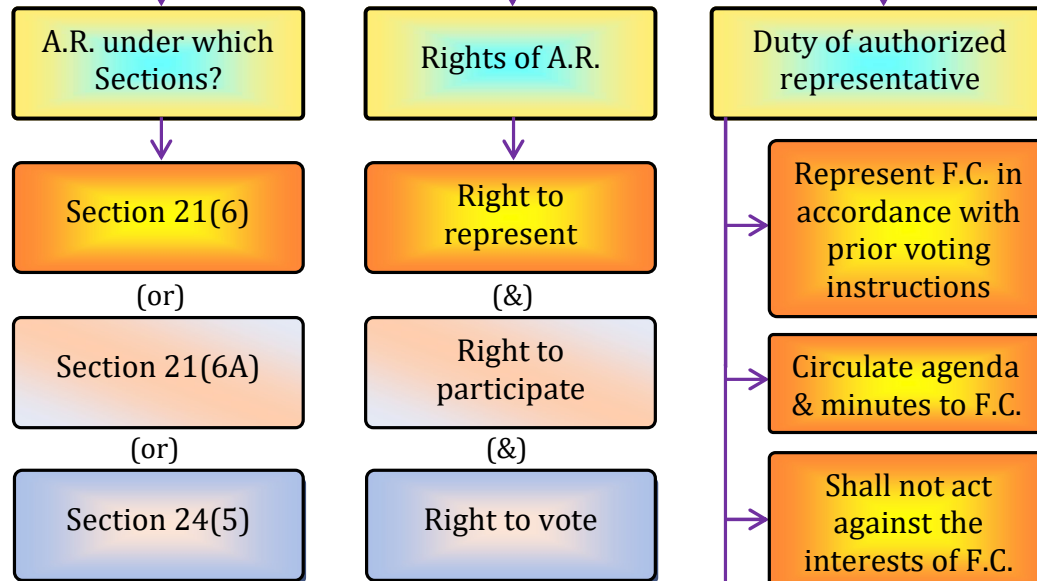 A.R. under which
Sections?
Section 21(6)
(or)
Section 21(6A)
(or)
Section 24(5)
Rights of A.R.
Right to
represent
(&)
Right to
participate
(&)
Right to vote
Duty of authorized
representative
Represent F.C. in
accordance with
prior voting
instructions
Circulate agenda
& minutes to F.C.
Shall not act
against the
interests of F.C.